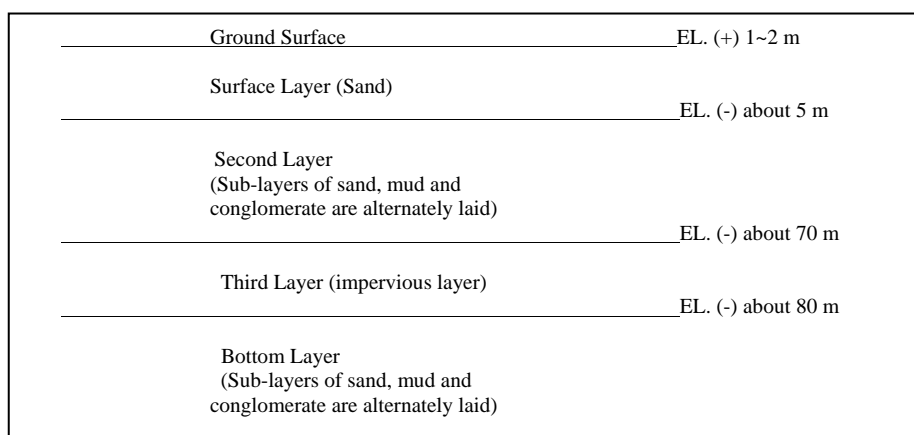 Ground Surface EL. (+) 1~2 m
Surface Layer (Sand)
EL. (-) about 5 m
Second Layer
(Sub-layers of sand, mud and
conglomerate are alternately laid)
EL. (-) about 70 m
Third Layer (impervious layer)
EL. (-) about 80 m
Bottom Layer
(Sub-layers of sand, mud and
conglomerate are alternately laid)